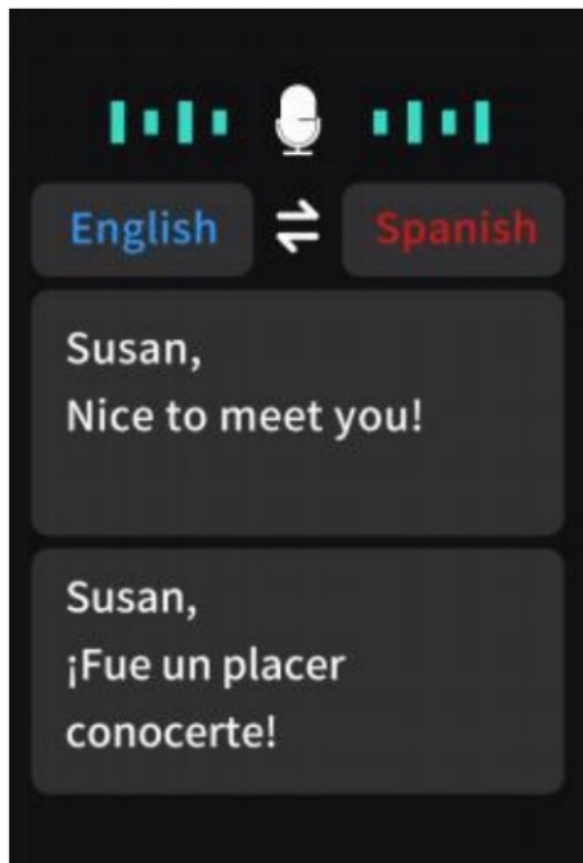 English Spanish
Susan,
Nice to meet you!
Susan,
¡Fue un placer
conocerte!